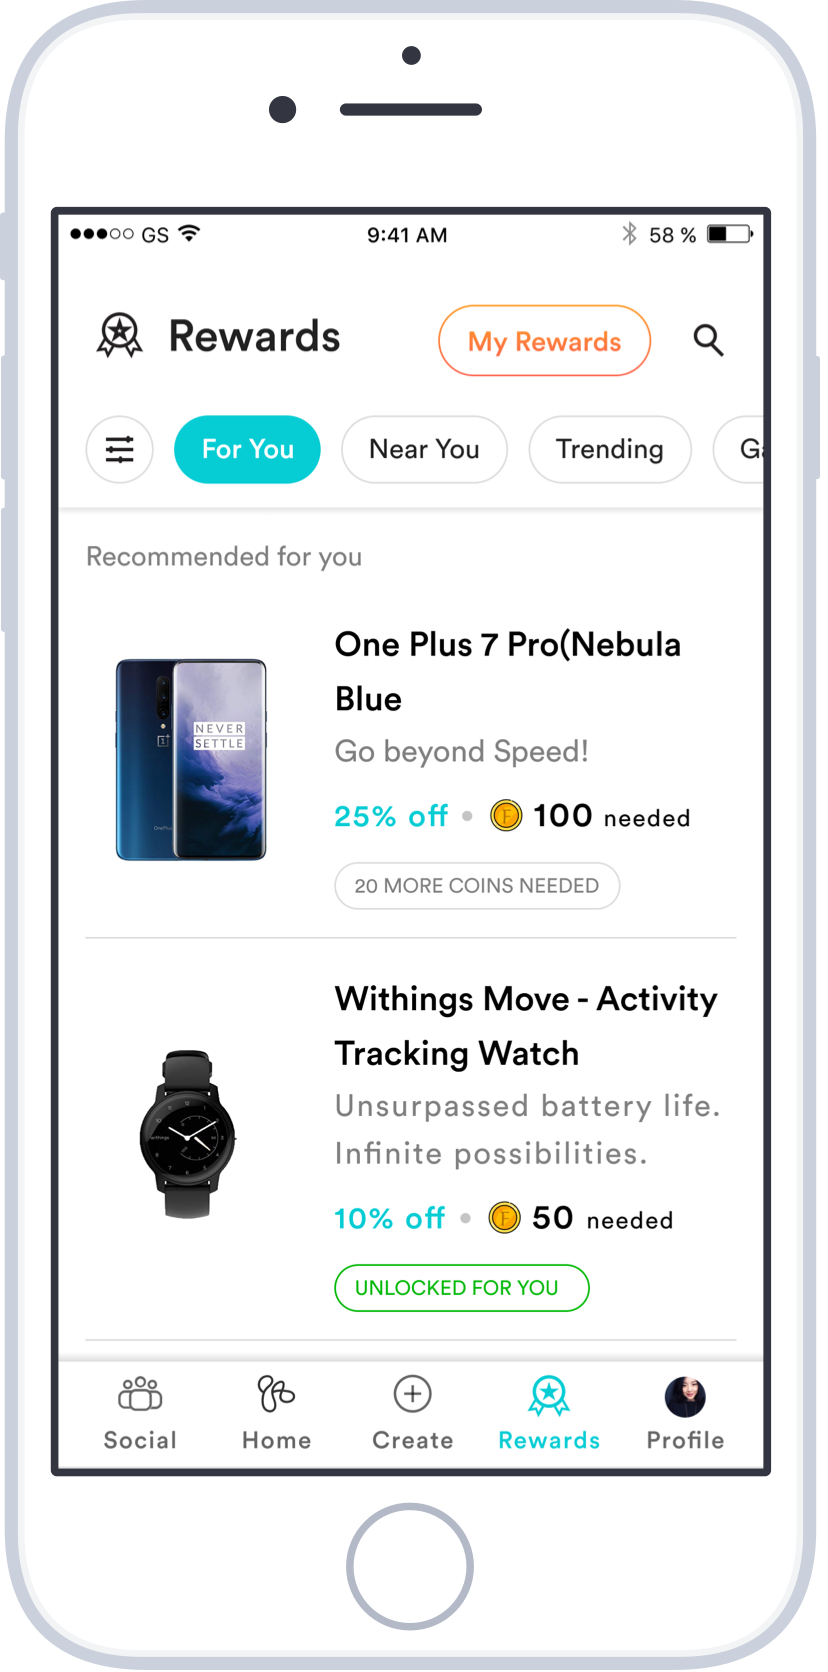 GS 9:41 AM 58 %
Rewards My Rewards
For You Near You Trending Ga
Recommended for you
One Plus 7 Pro(Nebula
Blue
Go beyond Speed!
NEVER
SETTLE
OnePlus
25% off • F 100 needed
20 MORE COINS NEEDED
Withings Move - Activity
Tracking Watch
Unsurpassed battery life.
Infinite possibilities.
withings
10% off • F 50 needed
UNLOCKED FOR YOU
Social Home Create Rewards Profile